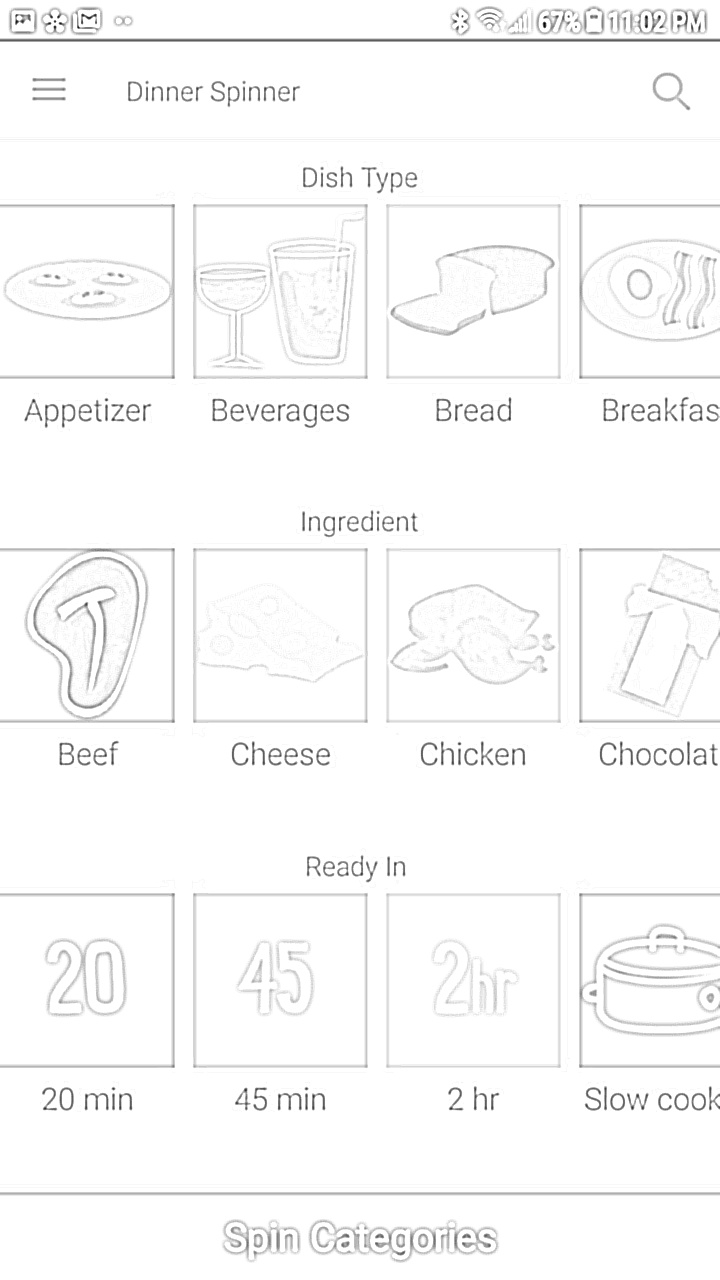 67% 11:02 PM
Dinner Spinner
Dish Type
Appetizer Beverages Bread Breakfas
Ingredient
Beef Cheese Chicken Chocolat
Ready In
20 45 2hr
20 min 45 min 2 hr Slow cook
Spin Categories